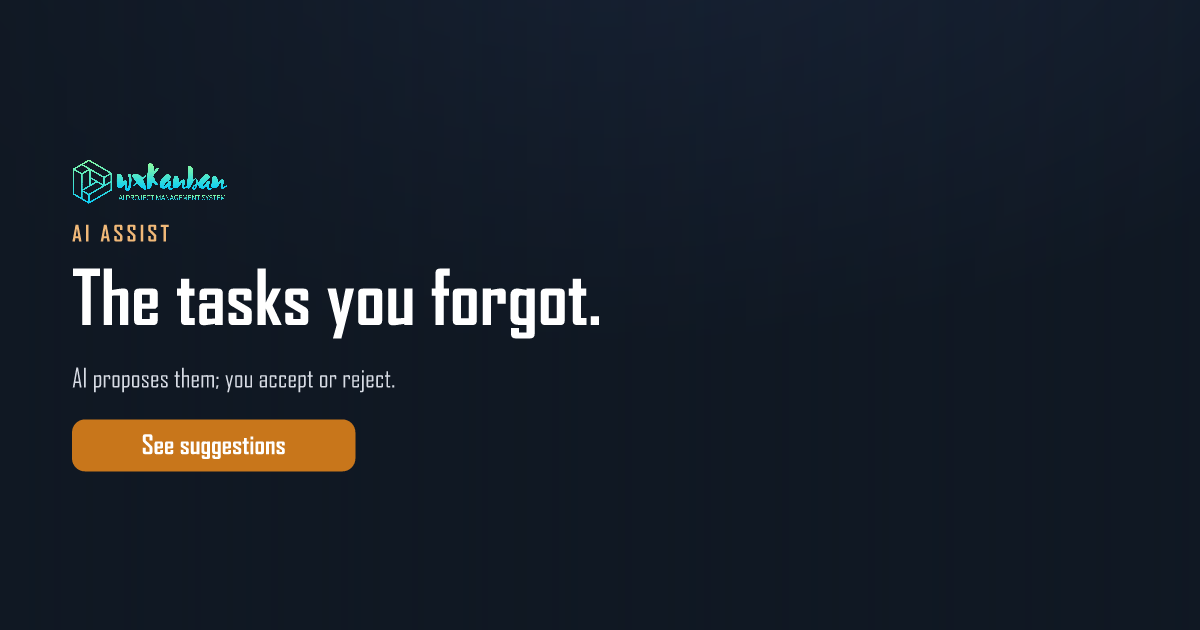 wxkanban
AI PROJECT MANAGEMENT SYSTEM
AI ASSIST
The tasks you forgot.
AI proposes them; you accept or reject.
See suggestions